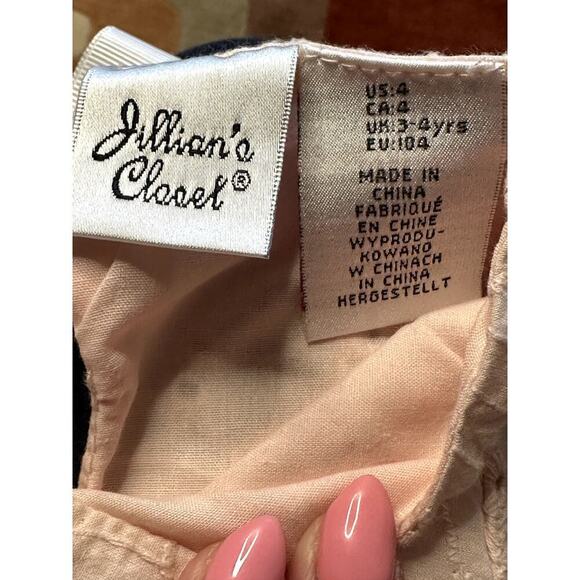 Jillian's
Closet®
US:4
CA:4
UK:3-4yrs
EU:104
MADE IN
CHINA
FABRIQUÉ
EN CHINE
WYPRODU-
KOWANO
W CHINACH
IN CHINA
HERGESTELLT